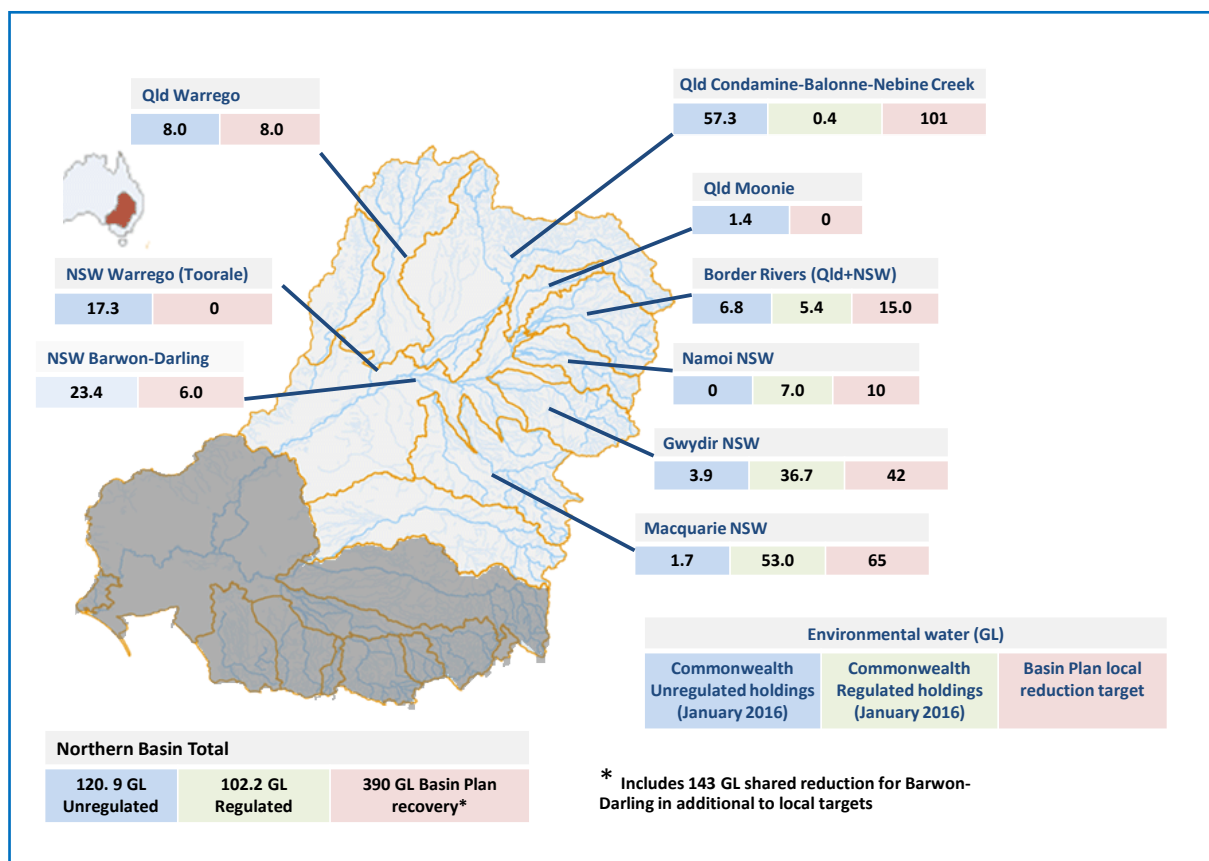 Qld Warrego
8.0 8.0
Qld Condamine-Balonne-Nebine Creek
57.3 0.4 101
Qld Moonie
1.4 0
NSW Warrego (Toorale)
17.3 0
Border Rivers (Qld+NSW)
6.8 5.4 15.0
NSW Barwon-Darling
23.4 6.0
Namoi NSW
0 7.0 10
Gwydir NSW
3.9 36.7 42
Macquarie NSW
1.7 53.0 65
Environmental water (GL)
Commonwealth
Unregulated holdings
(January 2016)
Commonwealth
Regulated holdings
(January 2016)
Basin Plan local
reduction target
Northern Basin Total
120. 9 GL
Unregulated
102.2 GL
Regulated
390 GL Basin Plan
recovery*
* Includes 143 GL shared reduction for Barwon-
Darling in additional to local targets